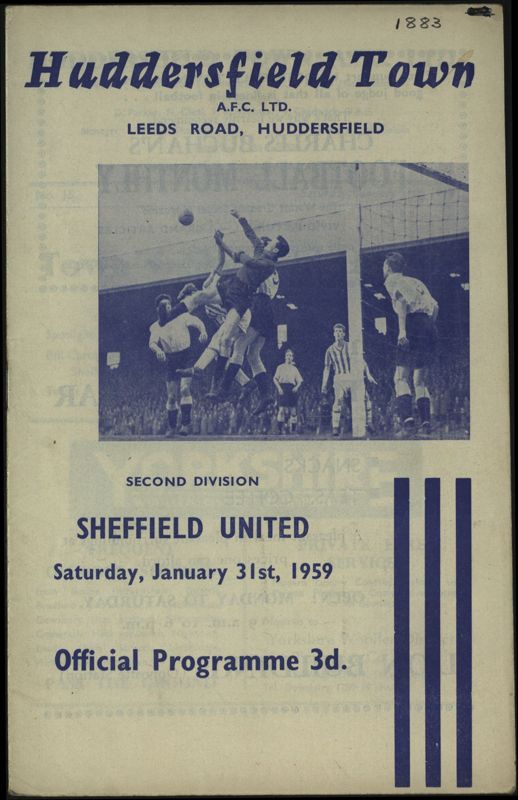 1883
Huddersfield Town
A.F.C. LTD.
LEEDS ROAD, HUDDERSFIELD
SECOND DIVISION
SHEFFIELD UNITED
Saturday, January 31st, 1959
Official Programme 3d.